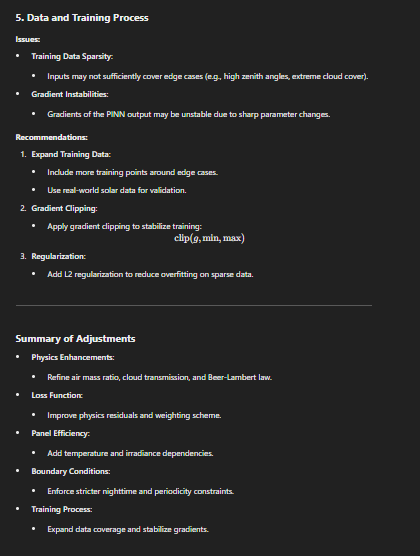 5. Data and Training Process
Issues:
• Training Data Sparsity:
• Inputs may not sufficiently cover edge cases (e.g., high zenith angles, extreme cloud cover).
• Gradient Instabilities:
• Gradients of the PINN output may be unstable due to sharp parameter changes.
Recommendations:
1. Expand Training Data:
• Include more training points around edge cases.
• Use real-world solar data for validation.
2. Gradient Clipping:
• Apply gradient clipping to stabilize training:
clip(g, min, max)
3. Regularization:
• Add L2 regularization to reduce overfitting on sparse data.
Summary of Adjustments
• Physics Enhancements:
• Refine air mass ratio, cloud transmission, and Beer-Lambert law.
• Loss Function:
• Improve physics residuals and weighting scheme.
• Panel Efficiency:
• Add temperature and irradiance dependencies.
• Boundary Conditions:
• Enforce stricter nighttime and periodicity constraints.
• Training Process:
• Expand data coverage and stabilize gradients.